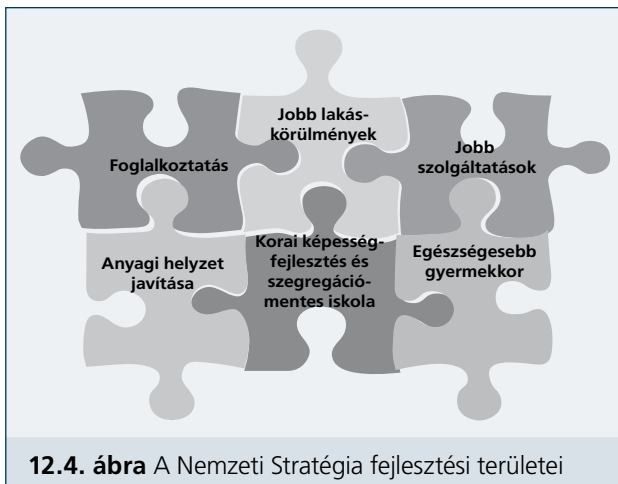 Foglalkoztatás
Jobb lakás-
körülmények
Jobb
szolgáltatások
Anyagi helyzet
javítása
Korai képesség-
fejlesztés és
szegregáció-
mentes iskola
Egészségesebb
gyermekkor
12.4. ábra A Nemzeti Stratégia fejlesztési területei